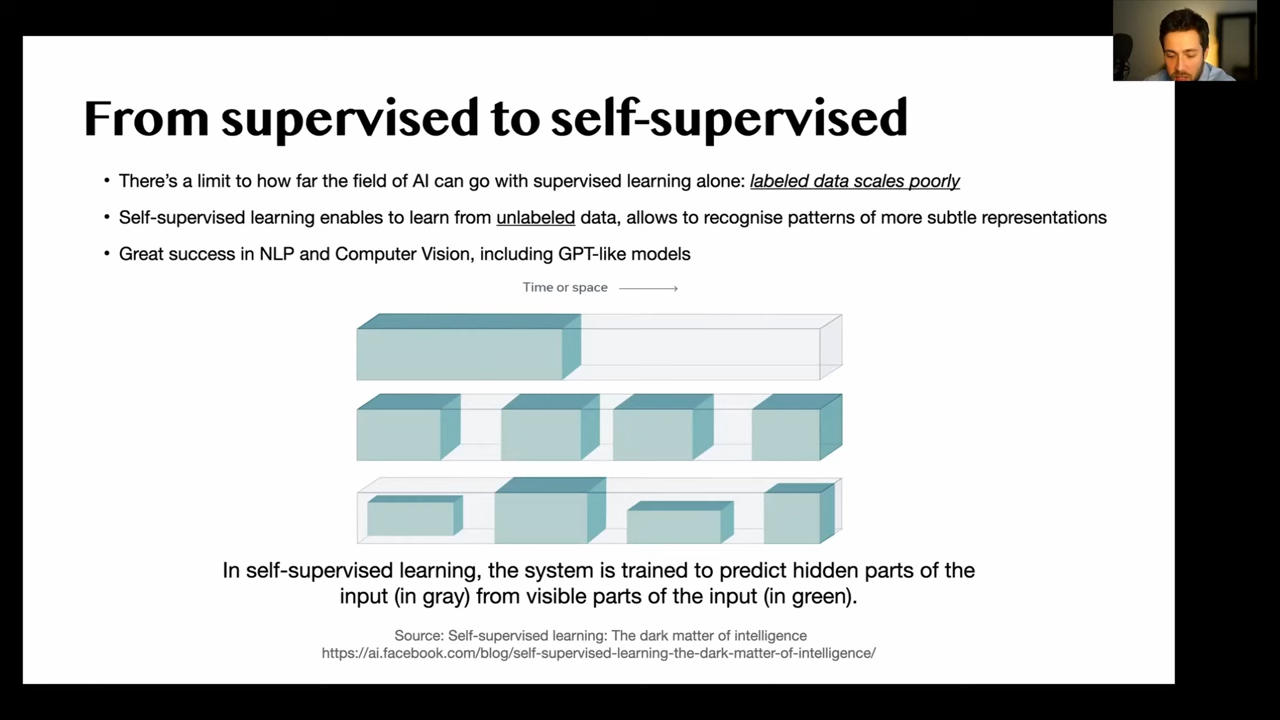 From supervised to self-supervised
• There's a limit to how far the field of AI can go with supervised learning alone: labeled data scales poorly
• Self-supervised learning enables to learn from unlabeled data, allows to recognise patterns of more subtle representations
• Great success in NLP and Computer Vision, including GPT-like models
Time or space
In self-supervised learning, the system is trained to predict hidden parts of the
input (in gray) from visible parts of the input (in green).
Source: Self-supervised learning: The dark matter of intelligence
https://ai.facebook.com/blog/self-supervised-learning-the-dark-matter-of-intelligence/